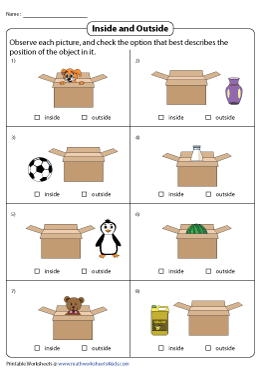 Name :
Inside and Outside
Observe each picture, and check the option that best describes the
position of the object in it.
1)
2)
inside outside
inside outside
3)
4)
inside outside
inside outside
5)
6)
inside outside
inside outside
7)
8)
inside outside
inside outside
Printable Worksheets @ www.mathworksheets4kids.com